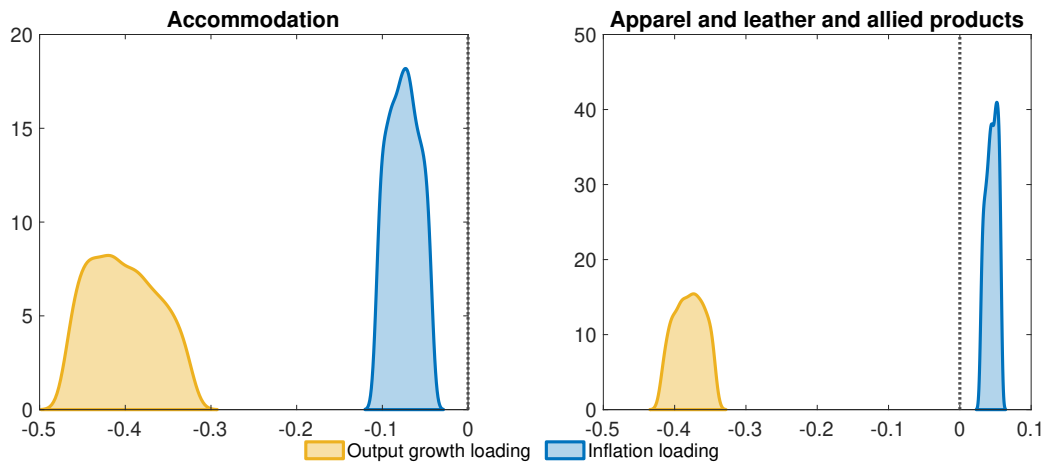 Accommodation
20
15
10
5
0
-0.5 -0.4 -0.3 -0.2 -0.1 0
Apparel and leather and allied products
50
40
30
20
10
0
-0.5 -0.4 -0.3 -0.2 -0.1 0 0.1
Output growth loading Inflation loading